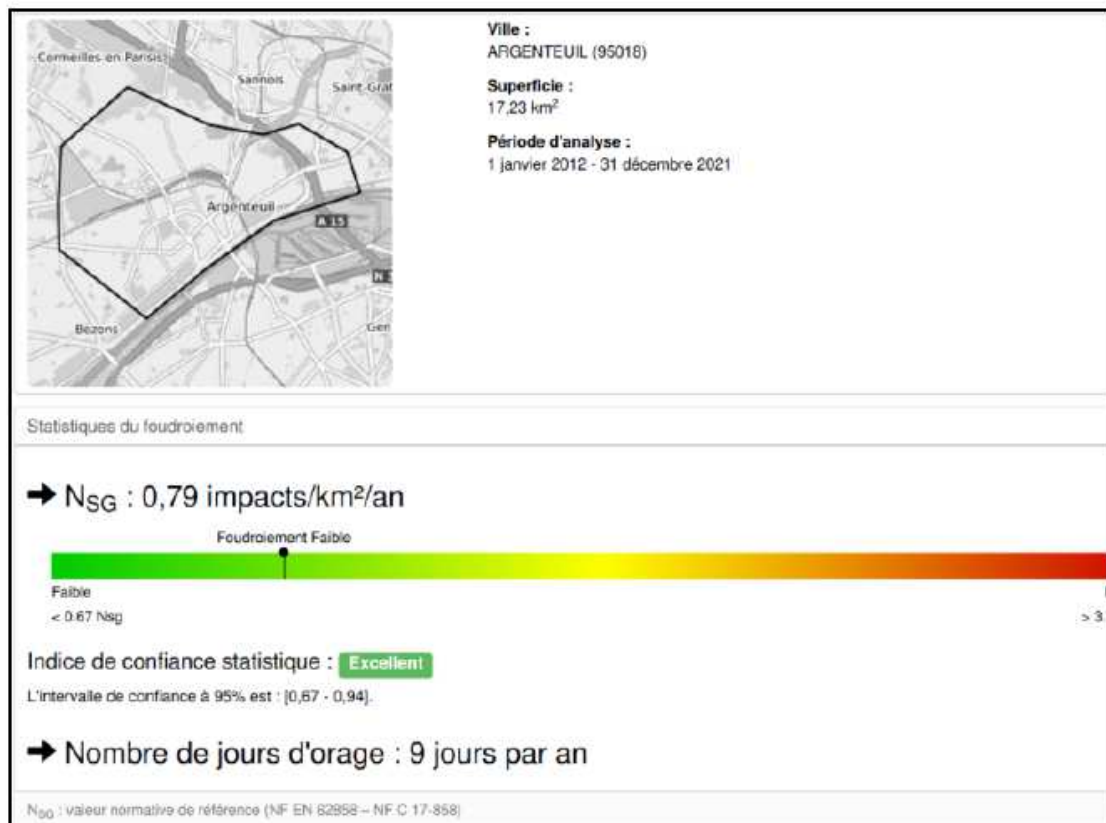 Ville :
ARGENTEUIL (95018)
Superficie :
17,23 km²
Période d'analyse :
1 janvier 2012 - 31 décembre 2021
Cormeilles en Parisis
Sannois
Saint-Grat
Argenteuil
A 15
N 3
Bezons
Gen
Statistiques du foudroiement
➡ NSG : 0,79 impacts/km²/an
Foudroiement Faible
Faible
< 0.67 Nsg
> 3.
Indice de confiance statistique : Excellent
L'intervalle de confiance à 95% est : [0,67 - 0,94].
➡ Nombre de jours d'orage : 9 jours par an
NSG : valeur normative de référence (NF EN 62858 – NF C 17-858)